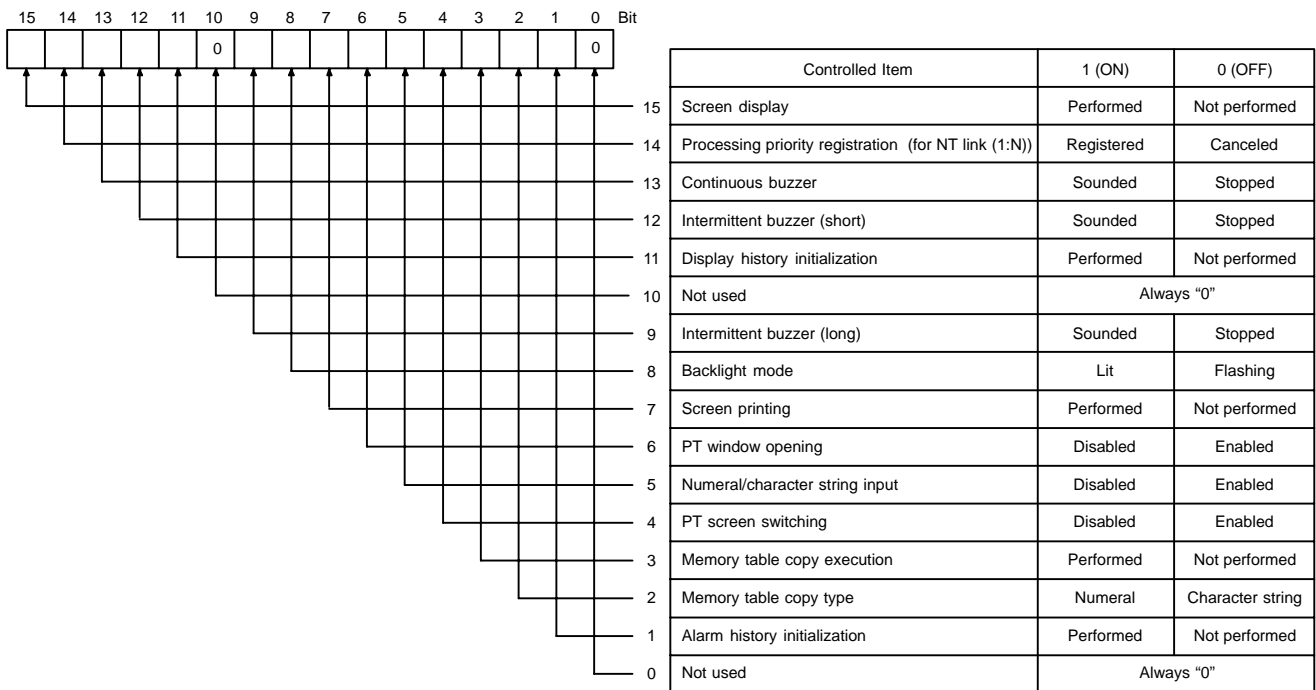 15 14 13 12 11 10 9 8 7 6 5 4 3 2 1 0 Bit
0 0
Controlled Item 1 (ON) 0 (OFF)
15 Screen display Performed Not performed
14 Processing priority registration (for NT link (1:N)) Registered Canceled
13 Continuous buzzer Sounded Stopped
12 Intermittent buzzer (short) Sounded Stopped
11 Display history initialization Performed Not performed
10 Not used Always “0”
9 Intermittent buzzer (long) Sounded Stopped
8 Backlight mode Lit Flashing
7 Screen printing Performed Not performed
6 PT window opening Disabled Enabled
5 Numeral/character string input Disabled Enabled
4 PT screen switching Disabled Enabled
3 Memory table copy execution Performed Not performed
2 Memory table copy type Numeral Character string
1 Alarm history initialization Performed Not performed
0 Not used Always “0”